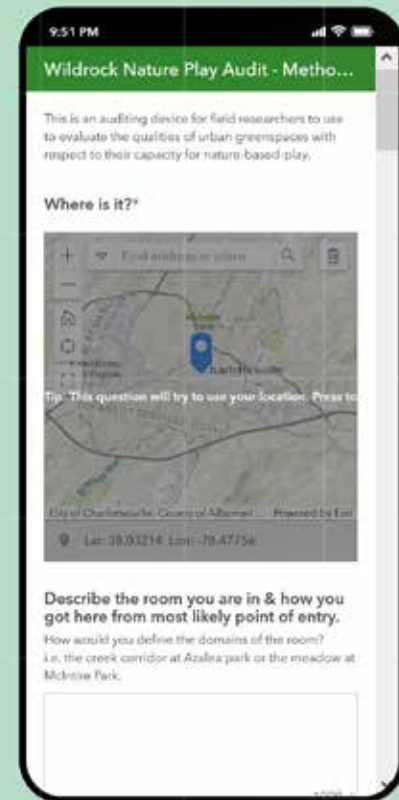 9:51 PM
Wildrock Nature Play Audit - Metho...
This is an auditing device for field researchers to use
to evaluate the qualities of urban greenspaces with
respect to their capacity for nature-based-play.
Where is it?*
Find address or place
Charlottesville
Tip: This question will try to use your location. Press to
City of Charlottesville, County of Albemarl... Powered by Esri
Lat: 38.03214 Lon: -78.47756
Describe the room you are in & how you
got here from most likely point of entry.
How would you define the domains of the room?
i.e. the creek corridor at Azalea park or the meadow at
McIntire Park.